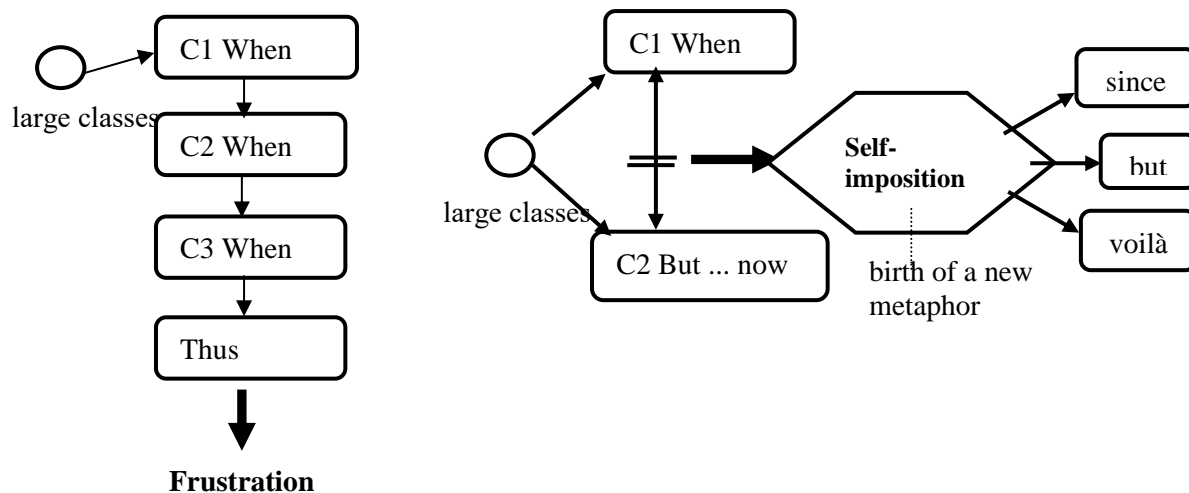 C1 When
large classes
C2 When
C3 When
Thus
Frustration
C1 When
large classes
C2 But ... now
Self-
imposition
birth of a new
metaphor
since
but
voilà